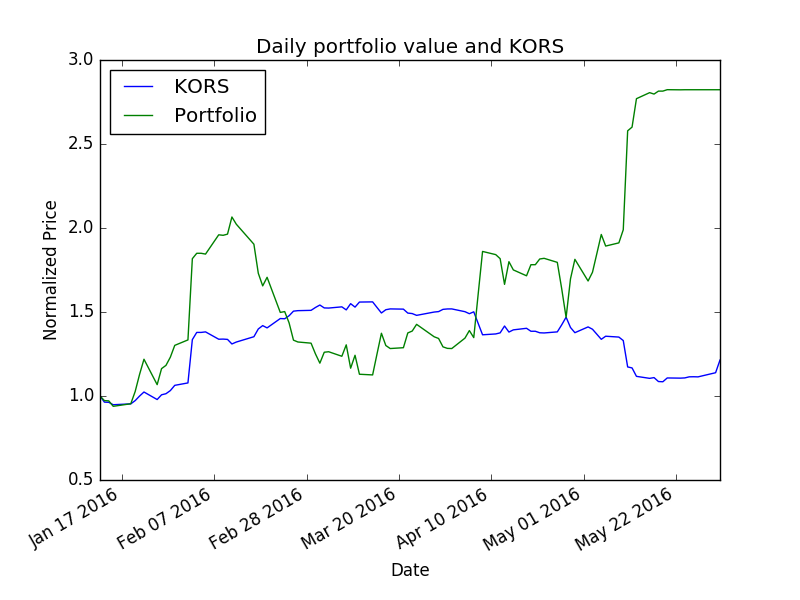 Daily portfolio value and KORS
KORS
Portfolio
Normalized Price
3.0
2.5
2.0
1.5
1.0
0.5
Jan 17 2016
Feb 07 2016
Feb 28 2016
Mar 20 2016
Apr 10 2016
May 01 2016
May 22 2016
Date